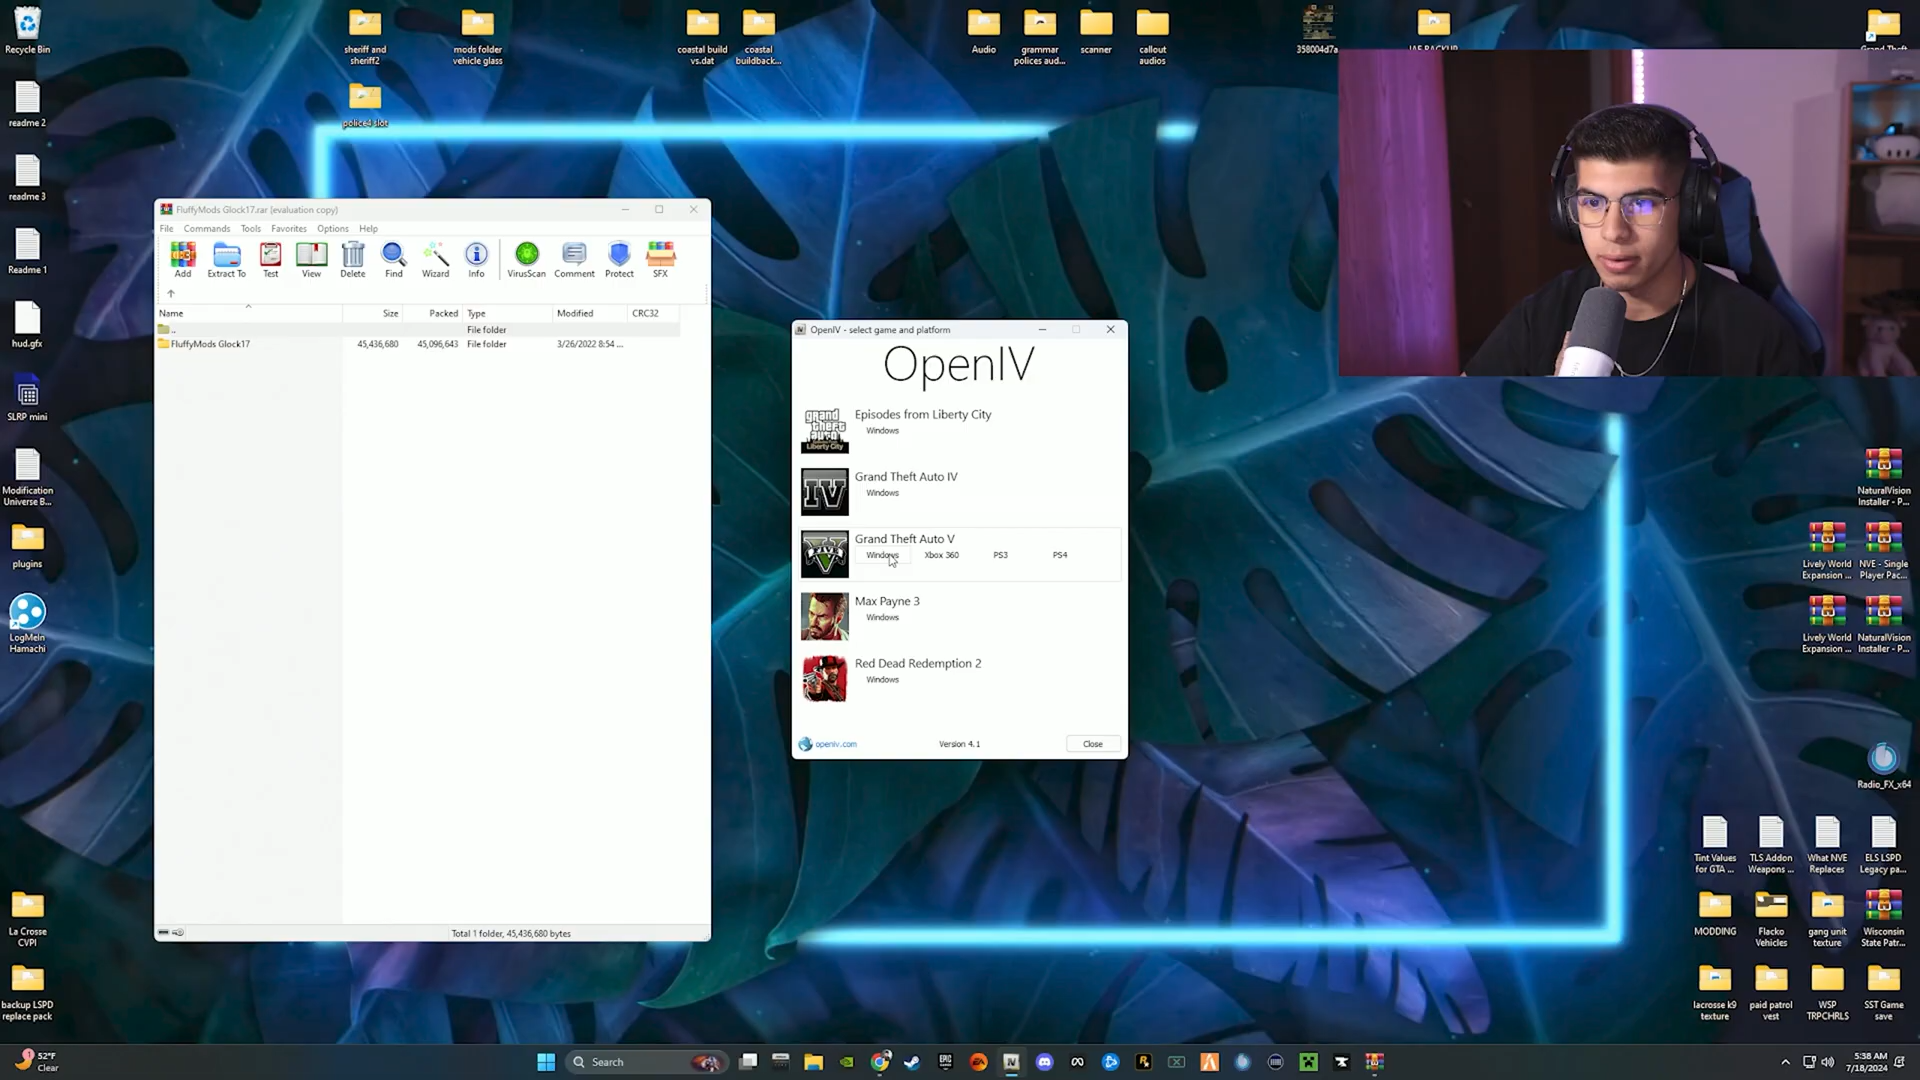 Recycle Bin
sheriff and
sheriff2
mods folder
vehicle glass
coastal build
vs.dat
coastal
buildback...
Audio
grammar
polices aud...
scanner
callout
audios
358004d7a
readme 2
police4 slot
readme 3
Readme 1
hud.gfx
SLRP mini
Modification
Universe B...
plugins
LogMeIn
Hamachi
La Crosse
CVPI
backup LSPD
replace pack
FluffyMods Glock17.rar (evaluation copy)
File Commands Tools Favorites Options Help
Add Extract To Test View Delete Find Wizard Info VirusScan Comment Protect SFX
Name Size Packed Type Modified CRC32
.. File folder
FluffyMods Glock17 45,436,680 45,096,643 File folder 3/26/2022 8:54 ...
Total 1 folder, 45,436,680 bytes
OpenIV - select game and platform
OpenIV
Episodes from Liberty City
Windows
Grand Theft Auto IV
Windows
Grand Theft Auto V
Windows Xbox 360 PS3 PS4
Max Payne 3
Windows
Red Dead Redemption 2
Windows
openiv.com Version 4.1 Close
NaturalVision
Installer - P...
Lively World
Expansion ...
NVE - Single
Player Pac...
Lively World
Expansion ...
NaturalVision
Installer - P...
Radio_FX_x64
Tint Values
for GTA ...
TLS Addon
Weapons ...
What NVE
Replaces
ELS LSPD
Legacy pa...
MODDING
Flacko
Vehicles
gang unit
texture
Wisconsin
State Patr...
lacrosse k9
texture
paid patrol
vest
WSP
TRPCHRLS
SST Game
save
52°F
Clear
Search
5:38 AM
7/18/2024